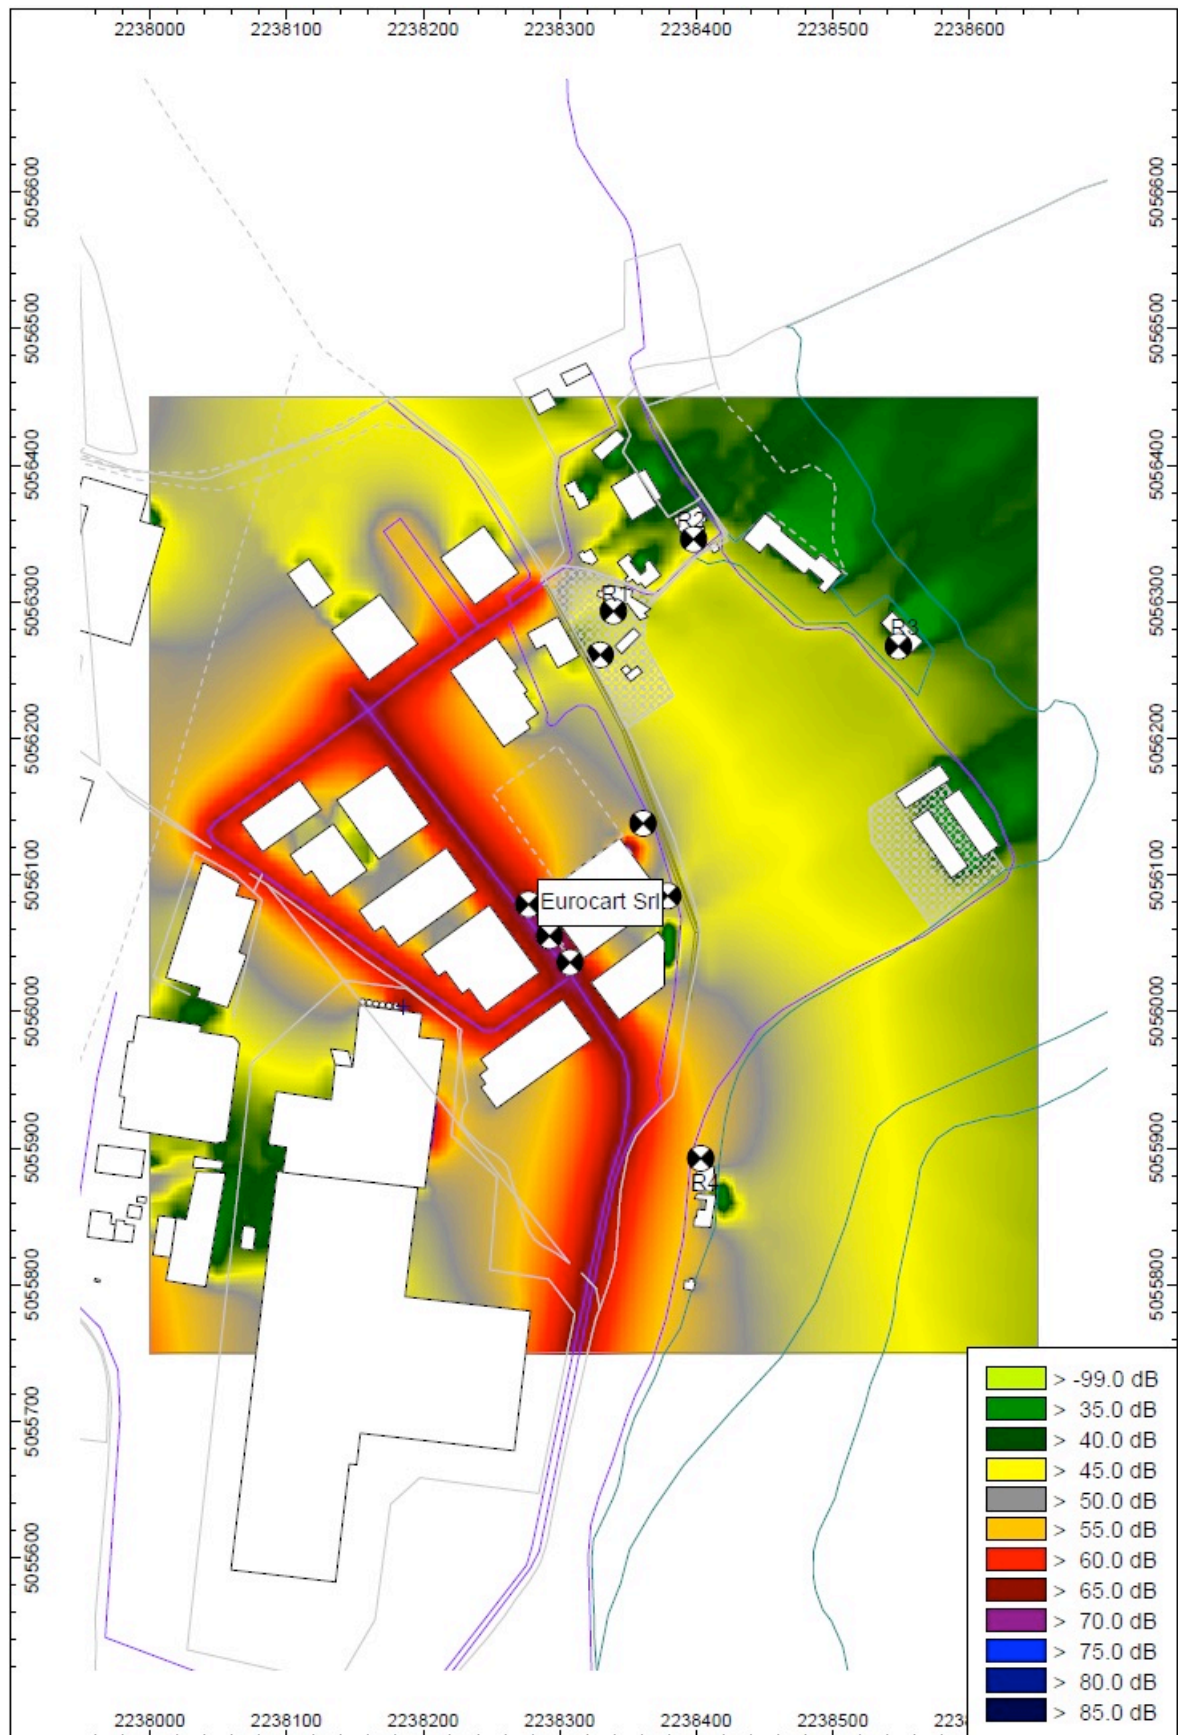 2238000 2238100 2238200 2238300 2238400 2238500 2238600
5056600 5056600
5056500 5056500
5056400 5056400
R2
5056300 5056300
R1
R3
5056200 5056200
5056100 5056100
Eurocart Srl
5056000 5056000
5055900 5055900
R4
5055800 5055800
> -99.0 dB
5055700 > 35.0 dB
> 40.0 dB
> 45.0 dB
> 50.0 dB
> 55.0 dB
5055600 > 60.0 dB
> 65.0 dB
> 70.0 dB
> 75.0 dB
> 80.0 dB
> 85.0 dB
2238000 2238100 2238200 2238300 2238400 2238500 2238